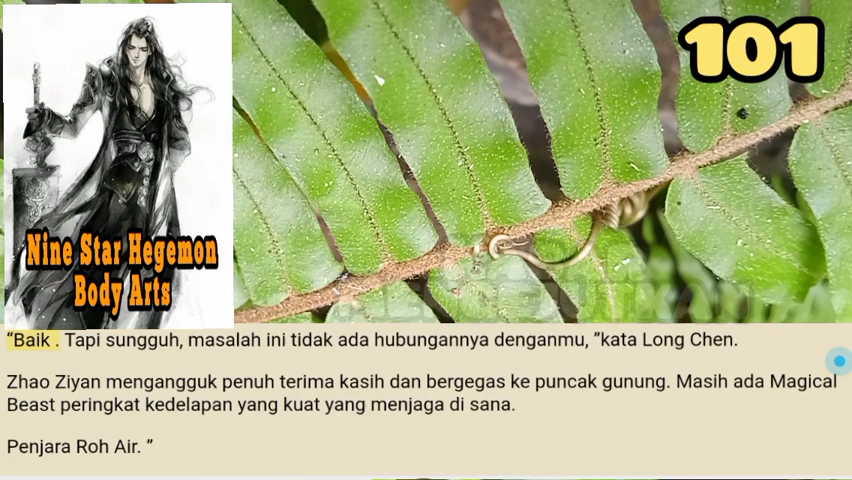 101
Nine Star Hegemon
Body Arts
“Baik . Tapi sungguh, masalah ini tidak ada hubungannya denganmu, ”kata Long Chen.
Zhao Ziyan mengangguk penuh terima kasih dan bergegas ke puncak gunung. Masih ada Magical
Beast peringkat kedelapan yang kuat yang menjaga di sana.
Penjara Roh Air. ”